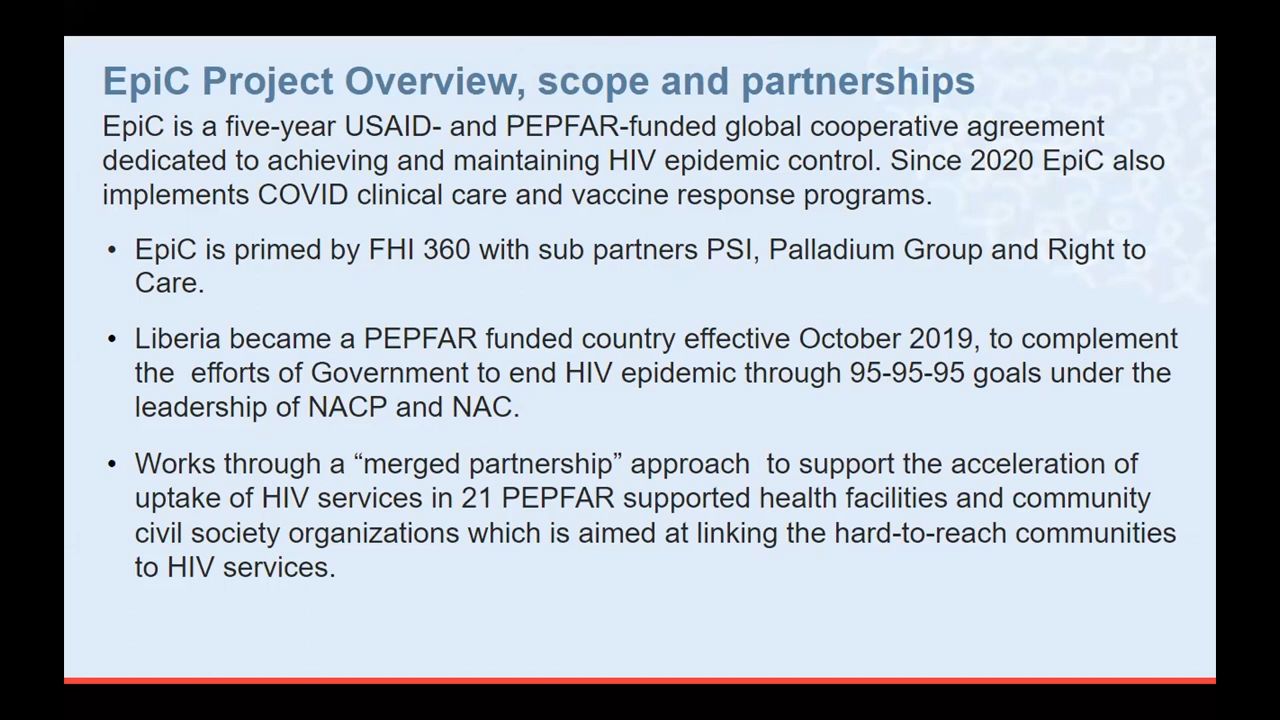 EpiC Project Overview, scope and partnerships
EpiC is a five-year USAID- and PEPFAR-funded global cooperative agreement
dedicated to achieving and maintaining HIV epidemic control. Since 2020 EpiC also
implements COVID clinical care and vaccine response programs.
• EpiC is primed by FHI 360 with sub partners PSI, Palladium Group and Right to
Care.
• Liberia became a PEPFAR funded country effective October 2019, to complement
the  efforts of Government to end HIV epidemic through 95-95-95 goals under the
leadership of NACP and NAC.
• Works through a “merged partnership” approach  to support the acceleration of
uptake of HIV services in 21 PEPFAR supported health facilities and community
civil society organizations which is aimed at linking the hard-to-reach communities
to HIV services.